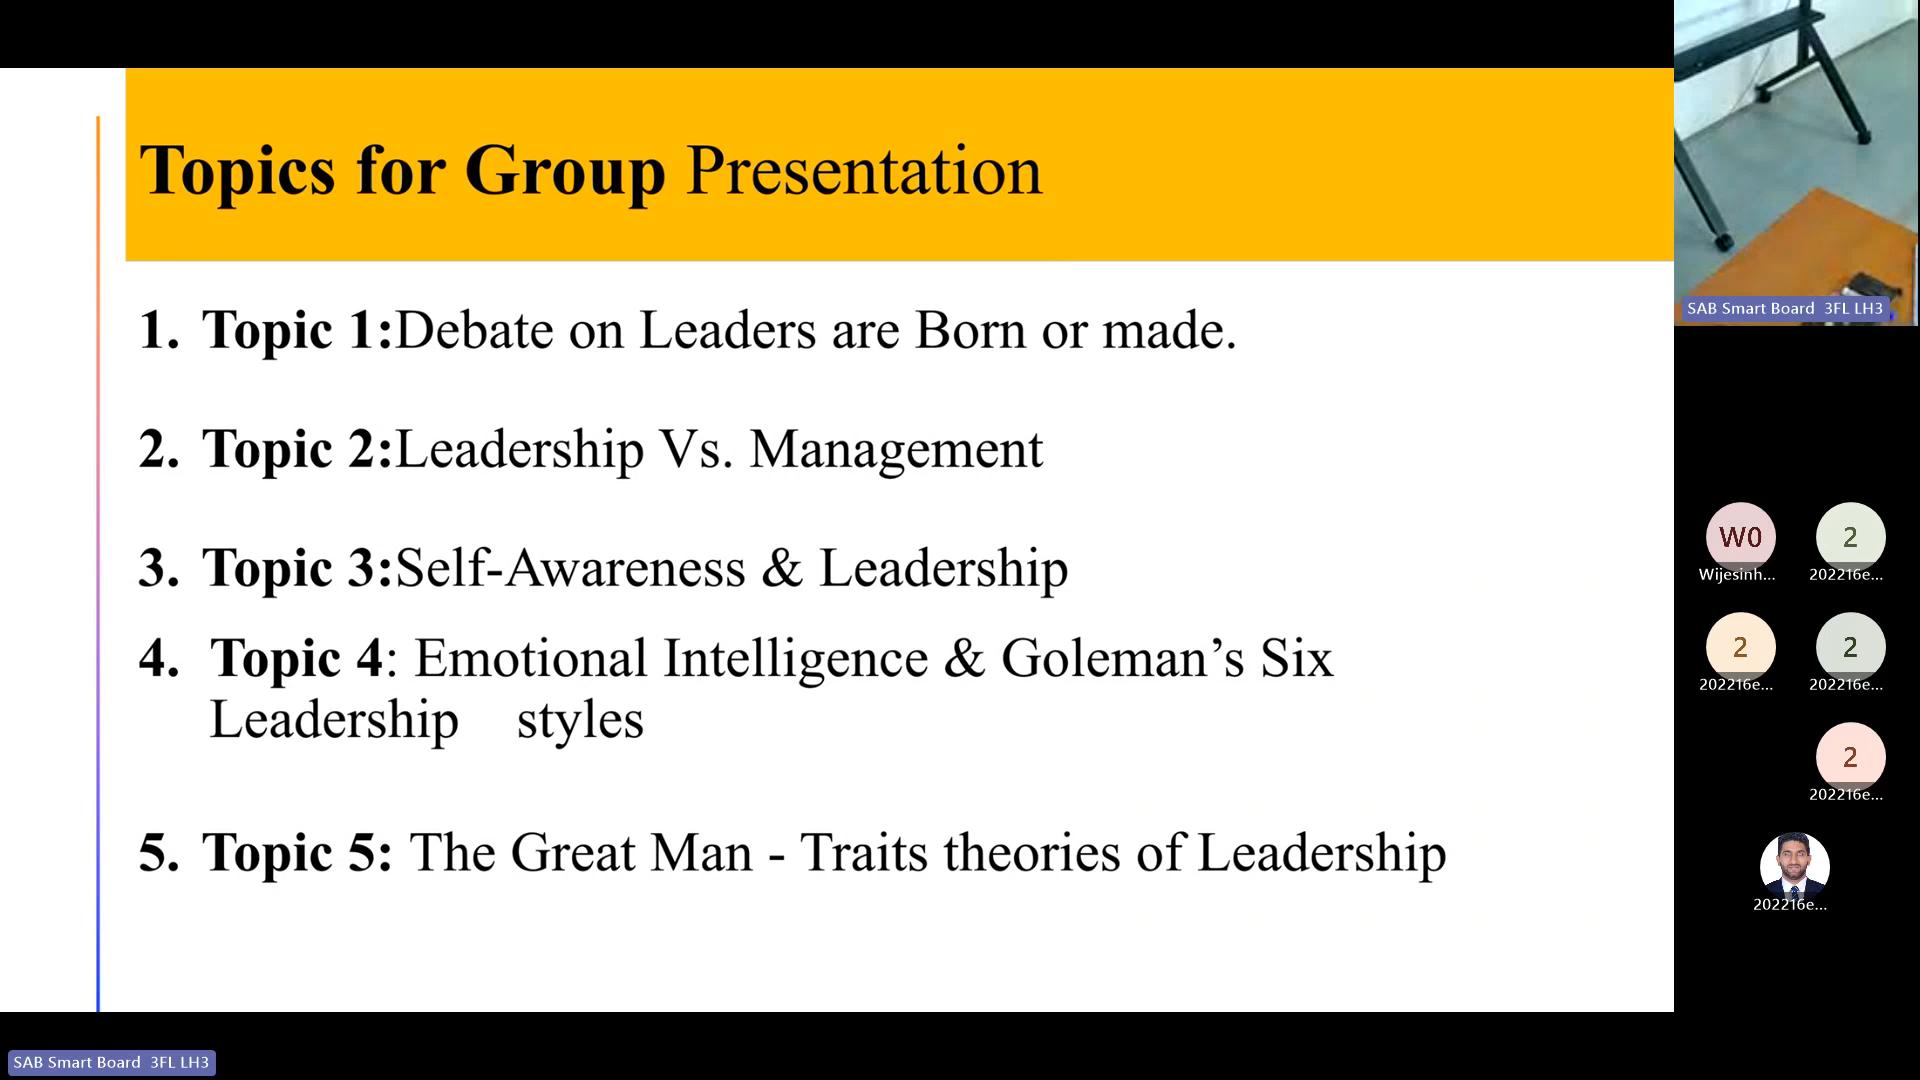 Topics for Group Presentation
1. Topic 1:Debate on Leaders are Born or made.
2. Topic 2:Leadership Vs. Management
3. Topic 3:Self-Awareness & Leadership
4. Topic 4: Emotional Intelligence & Goleman’s Six
Leadership styles
5. Topic 5: The Great Man - Traits theories of Leadership
SAB Smart Board 3FL LH3
W0
Wijesinh...
2
202216e...
2
202216e...
2
202216e...
2
202216e...
202216e...
SAB Smart Board 3FL LH3